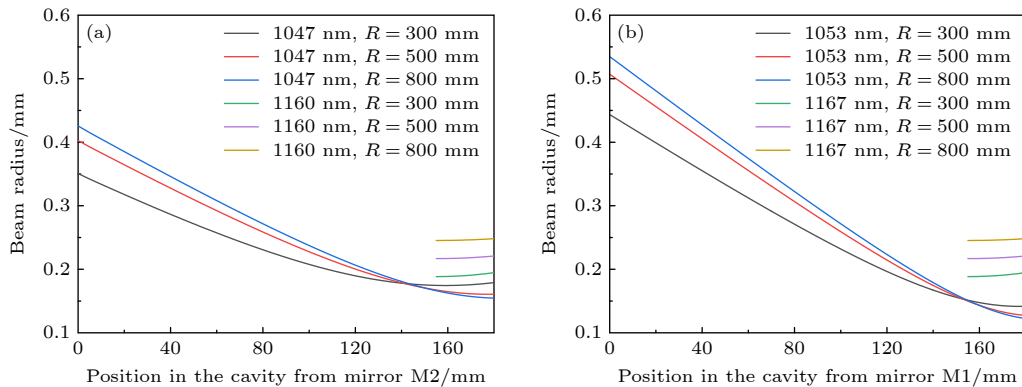 (a)
1047 nm, R = 300 mm
1047 nm, R = 500 mm
1047 nm, R = 800 mm
1160 nm, R = 300 mm
1160 nm, R = 500 mm
1160 nm, R = 800 mm
Beam radius/mm
0.6
0.5
0.4
0.3
0.2
0.1
0 40 80 120 160
Position in the cavity from mirror M2/mm
(b)
1053 nm, R = 300 mm
1053 nm, R = 500 mm
1053 nm, R = 800 mm
1167 nm, R = 300 mm
1167 nm, R = 500 mm
1167 nm, R = 800 mm
Beam radius/mm
0.6
0.5
0.4
0.3
0.2
0.1
0 40 80 120 160
Position in the cavity from mirror M1/mm